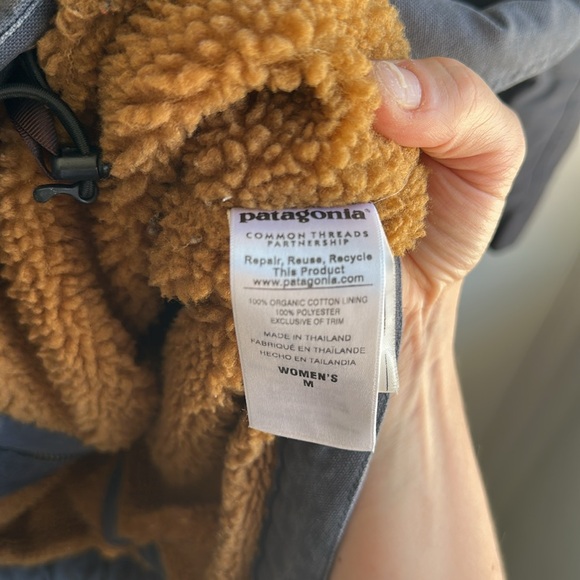 patagonia®
COMMON THREADS
PARTNERSHIP
Repair, Reuse, Recycle
This Product
www.patagonia.com
100% ORGANIC COTTON LINING
100% POLYESTER
EXCLUSIVE OF TRIM
MADE IN THAILAND
FABRIQUÉ EN THAÏLANDE
HECHO EN TAILANDIA
WOMEN'S
M